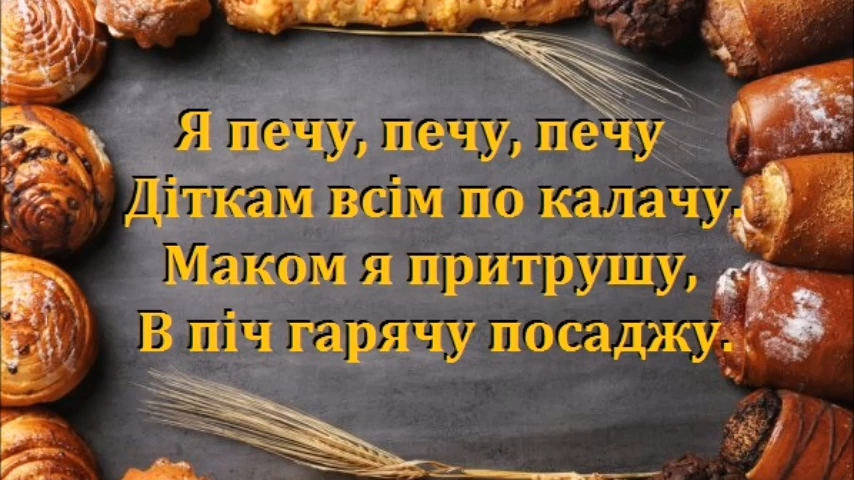 Я печу, печу, печу
Діткам всім по калачу.
Маком я притрушу,
В піч гарячу посаджу.